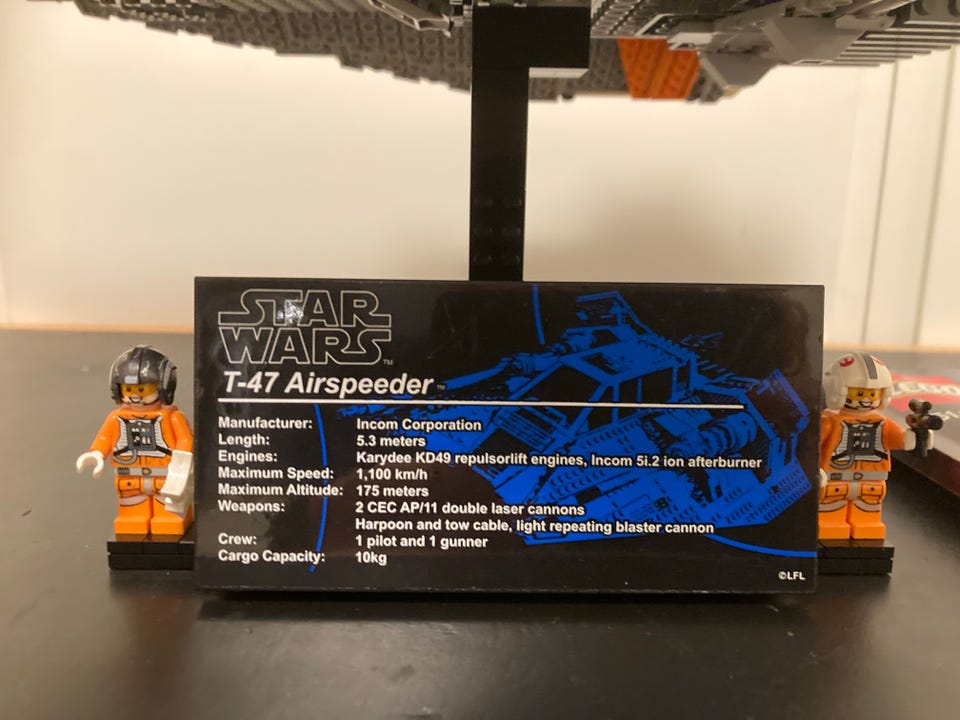 STAR
WARS™
T-47 Airspeeder™
Manufacturer: Incom Corporation
Length: 5.3 meters
Engines: Karydee KD49 repulsorlift engines, Incom 5i.2 ion afterburner
Maximum Speed: 1,100 km/h
Maximum Altitude: 175 meters
Weapons: 2 CEC AP/11 double laser cannons
Harpoon and tow cable, light repeating blaster cannon
Crew: 1 pilot and 1 gunner
Cargo Capacity: 10kg
©LFL